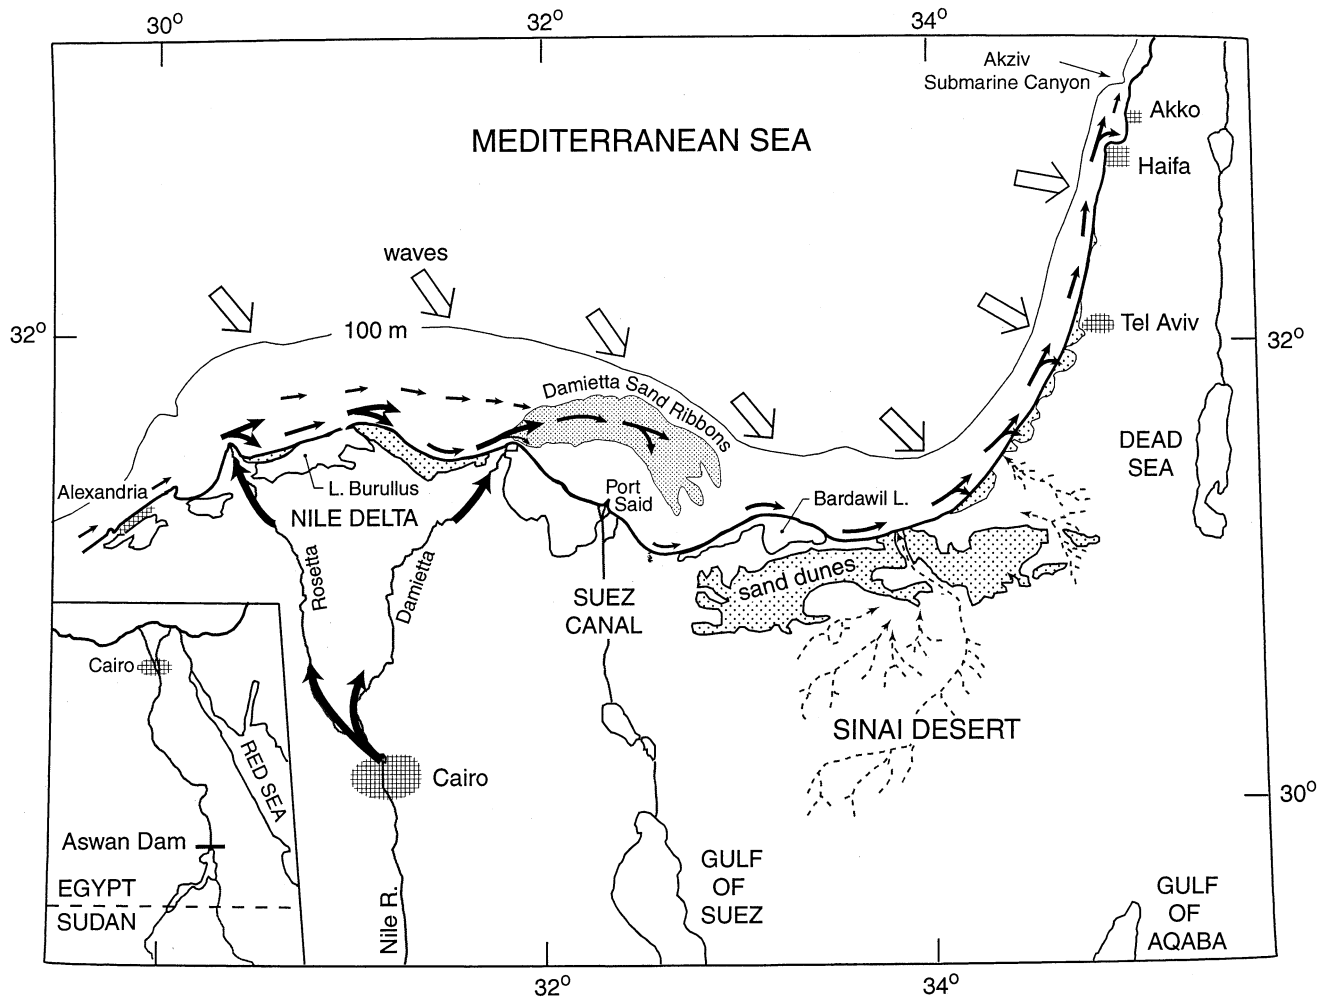 30°
32°
34°
Akziv
Submarine Canyon
Akko
MEDITERRANEAN SEA
Haifa
waves
32°
100 m
Tel Aviv
32°
Damietta Sand Ribbons
DEAD
SEA
Alexandria
L. Burullus
Port
Said
Bardawil L.
NILE DELTA
Rosetta
Damietta
sand dunes
SUEZ
CANAL
Cairo
SINAI DESERT
RED SEA
Cairo
30°
Aswan Dam
EGYPT
SUDAN
Nile R.
GULF
OF
SUEZ
GULF
OF
AQABA
32°
34°